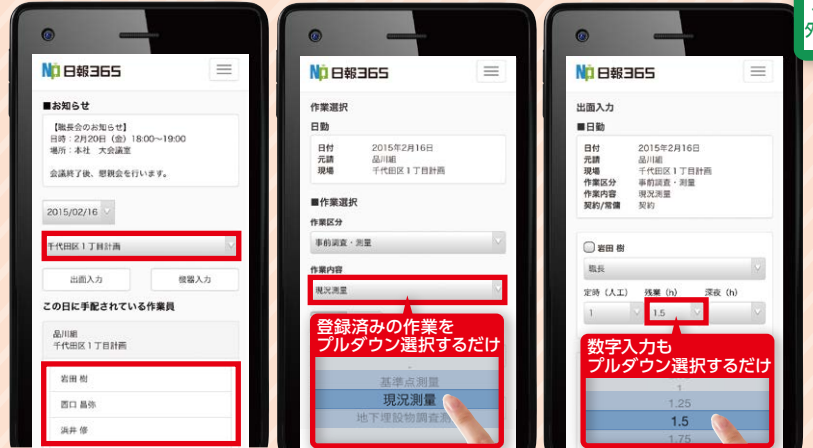 Np 日報365
■お知らせ
【職長会のお知らせ】
日時：2月20日（金）18:00～19:00
場所：本社 大会議室
会議終了後、懇親会を行います。
2015/02/16
千代田区1丁目計画
出面入力
機器入力
この日に手配されている作業員
品川組
千代田区1丁目計画
岩田 樹
西口 昌弥
浜井 修
Np 日報365
作業選択
日勤
日付 2015年2月16日
元請 品川組
現場 千代田区1丁目計画
■作業選択
作業区分
事前調査・測量
作業内容
現況測量
登録済みの作業を
プルダウン選択するだけ
-
基準点測量
現況測量
地下埋設物調査測
Np 日報365
出面入力
■日勤
日付 2015年2月16日
元請 品川組
現場 千代田区1丁目計画
作業区分 事前調査・測量
作業内容 現況測量
契約/常備 契約
岩田 樹
職長
定時（人工） 残業（h） 深夜（h）
1 1.5
数字入力も
プルダウン選択するだけ
1
1.25
1.5
1.75